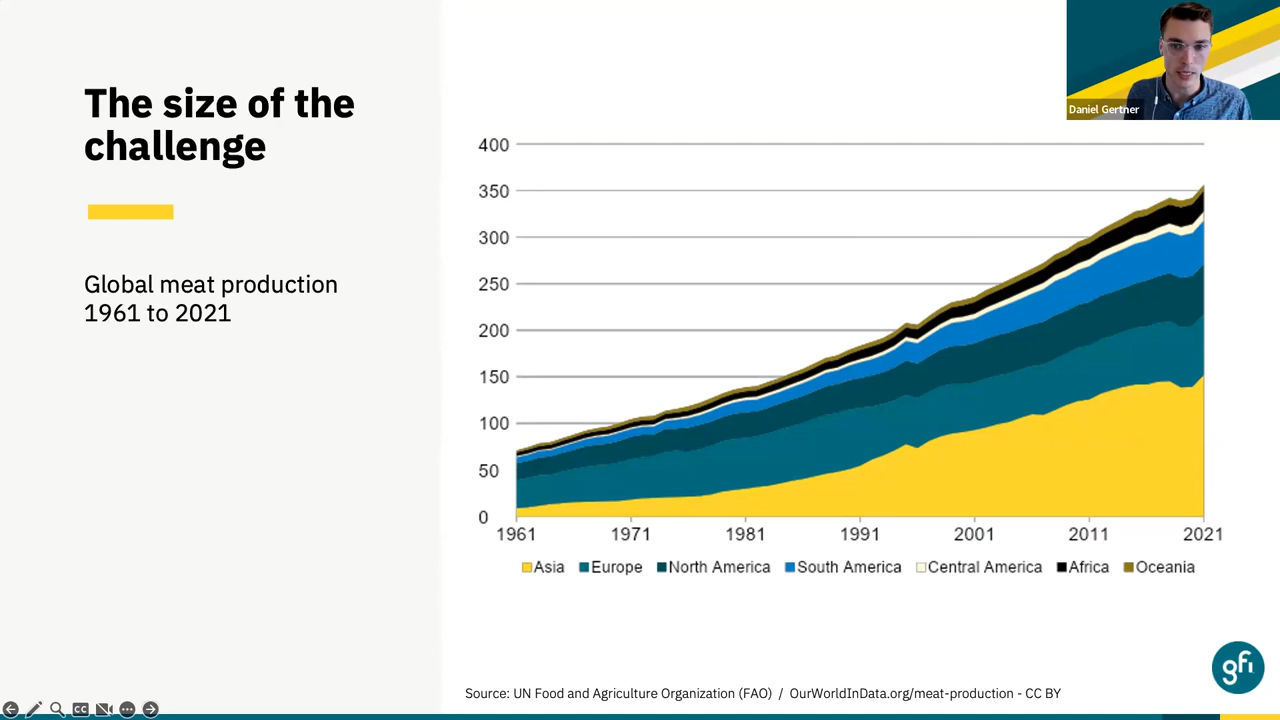 The size of the
challenge
Global meat production
1961 to 2021
Daniel Gertner
400
350
300
250
200
150
100
50
0
1961 1971 1981 1991 2001 2011 2021
Asia Europe North America South America Central America Africa Oceania
Source: UN Food and Agriculture Organization (FAO) / OurWorldInData.org/meat-production - CC BY
gfi
CC